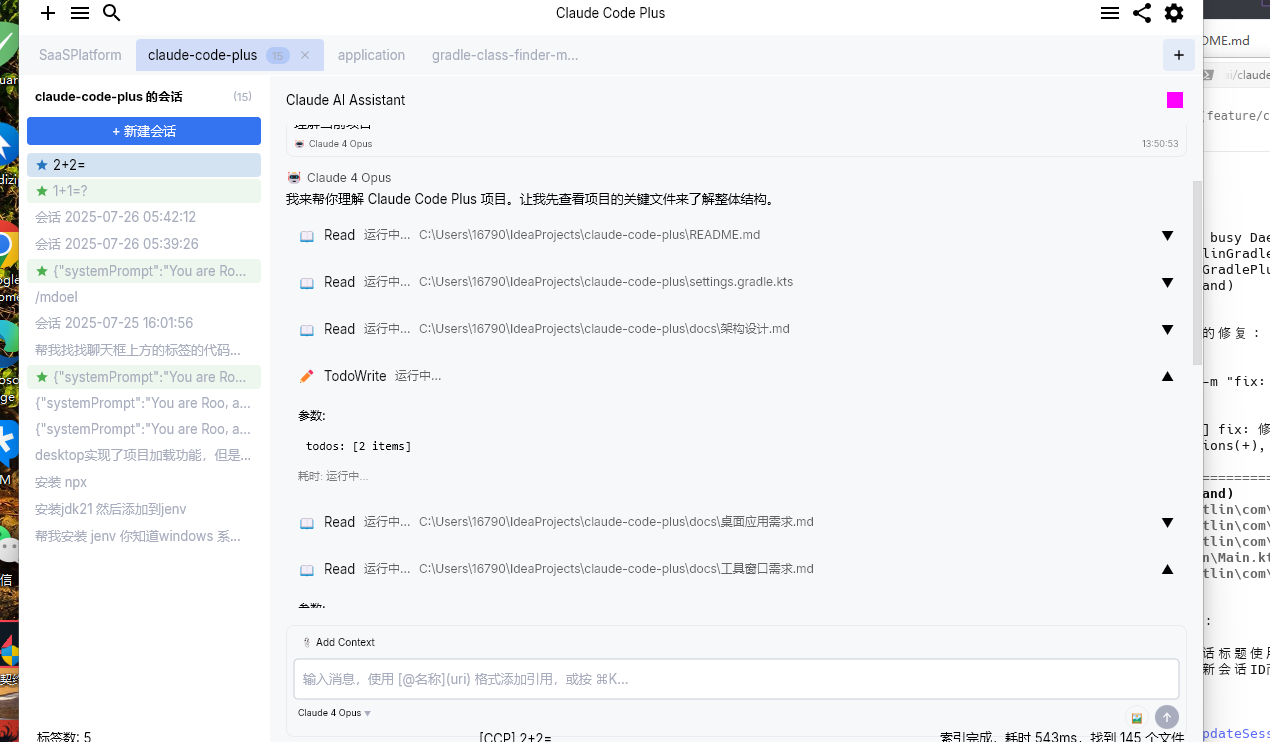 Claude Code Plus
SaaSPlatform
claude-code-plus 15 ×
application
gradle-class-finder-m...
+
claude-code-plus 的会话 (15)
+ 新建会话
2+2=
1+1=?
会话 2025-07-26 05:42:12
会话 2025-07-26 05:39:26
{"systemPrompt":"You are Roo...
/mdoel
会话 2025-07-25 16:01:56
帮我找找聊天框上方的标签的代码...
{"systemPrompt":"You are Roo...
{"systemPrompt":"You are Roo, a...
{"systemPrompt":"You are Roo, a...
desktop实现了项目加载功能，但是...
安装 npx
安装jdk21 然后添加到jenv
帮我安装 jenv 你知道windows 系...
标签数: 5
Claude AI Assistant
理解当前项目
Claude 4 Opus 13:50:53
Claude 4 Opus
我来帮你理解 Claude Code Plus 项目。让我先查看项目的关键文件来了解整体结构。
Read 运行中... C:\Users\16790\IdeaProjects\claude-code-plus\README.md
Read 运行中... C:\Users\16790\IdeaProjects\claude-code-plus\settings.gradle.kts
Read 运行中... C:\Users\16790\IdeaProjects\claude-code-plus\docs\架构设计.md
TodoWrite 运行中...
参数:
todos: [2 items]
耗时: 运行中...
Read 运行中... C:\Users\16790\IdeaProjects\claude-code-plus\docs\桌面应用需求.md
Read 运行中... C:\Users\16790\IdeaProjects\claude-code-plus\docs\工具窗口需求.md
参数:
Add Context
输入消息，使用 [@名称](uri) 格式添加引用，或按 ⌘K...
Claude 4 Opus
[CCP] 2+2=
索引完成，耗时 543ms，找到 145 个文件
OME.md
ai/claude
feature/c
busy Dae
linGradle
GradlePlu
and)
的修复：
-m "fix:
] fix: 修
ions(+),
==========
and)
tlin\com\
tlin\com\
tlin\com\
n\Main.kt
tlin\com\
:
话标题使用
新会话ID
pdateSess